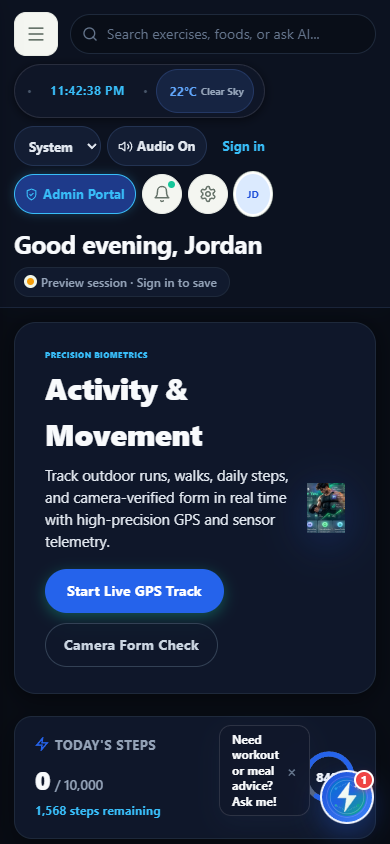 Search exercises, foods, or ask AI...
11:42:38 PM
22°C Clear Sky
System
Audio On
Sign in
Admin Portal
JD
Good evening, Jordan
Preview session · Sign in to save
PRECISION BIOMETRICS
Activity &
Movement
Track outdoor runs, walks, daily steps,
and camera-verified form in real time
with high-precision GPS and sensor
telemetry.
Start Live GPS Track
Camera Form Check
TODAY'S STEPS
0 / 10,000
1,568 steps remaining
Need
workout
or meal
advice?
Ask me!
×
1